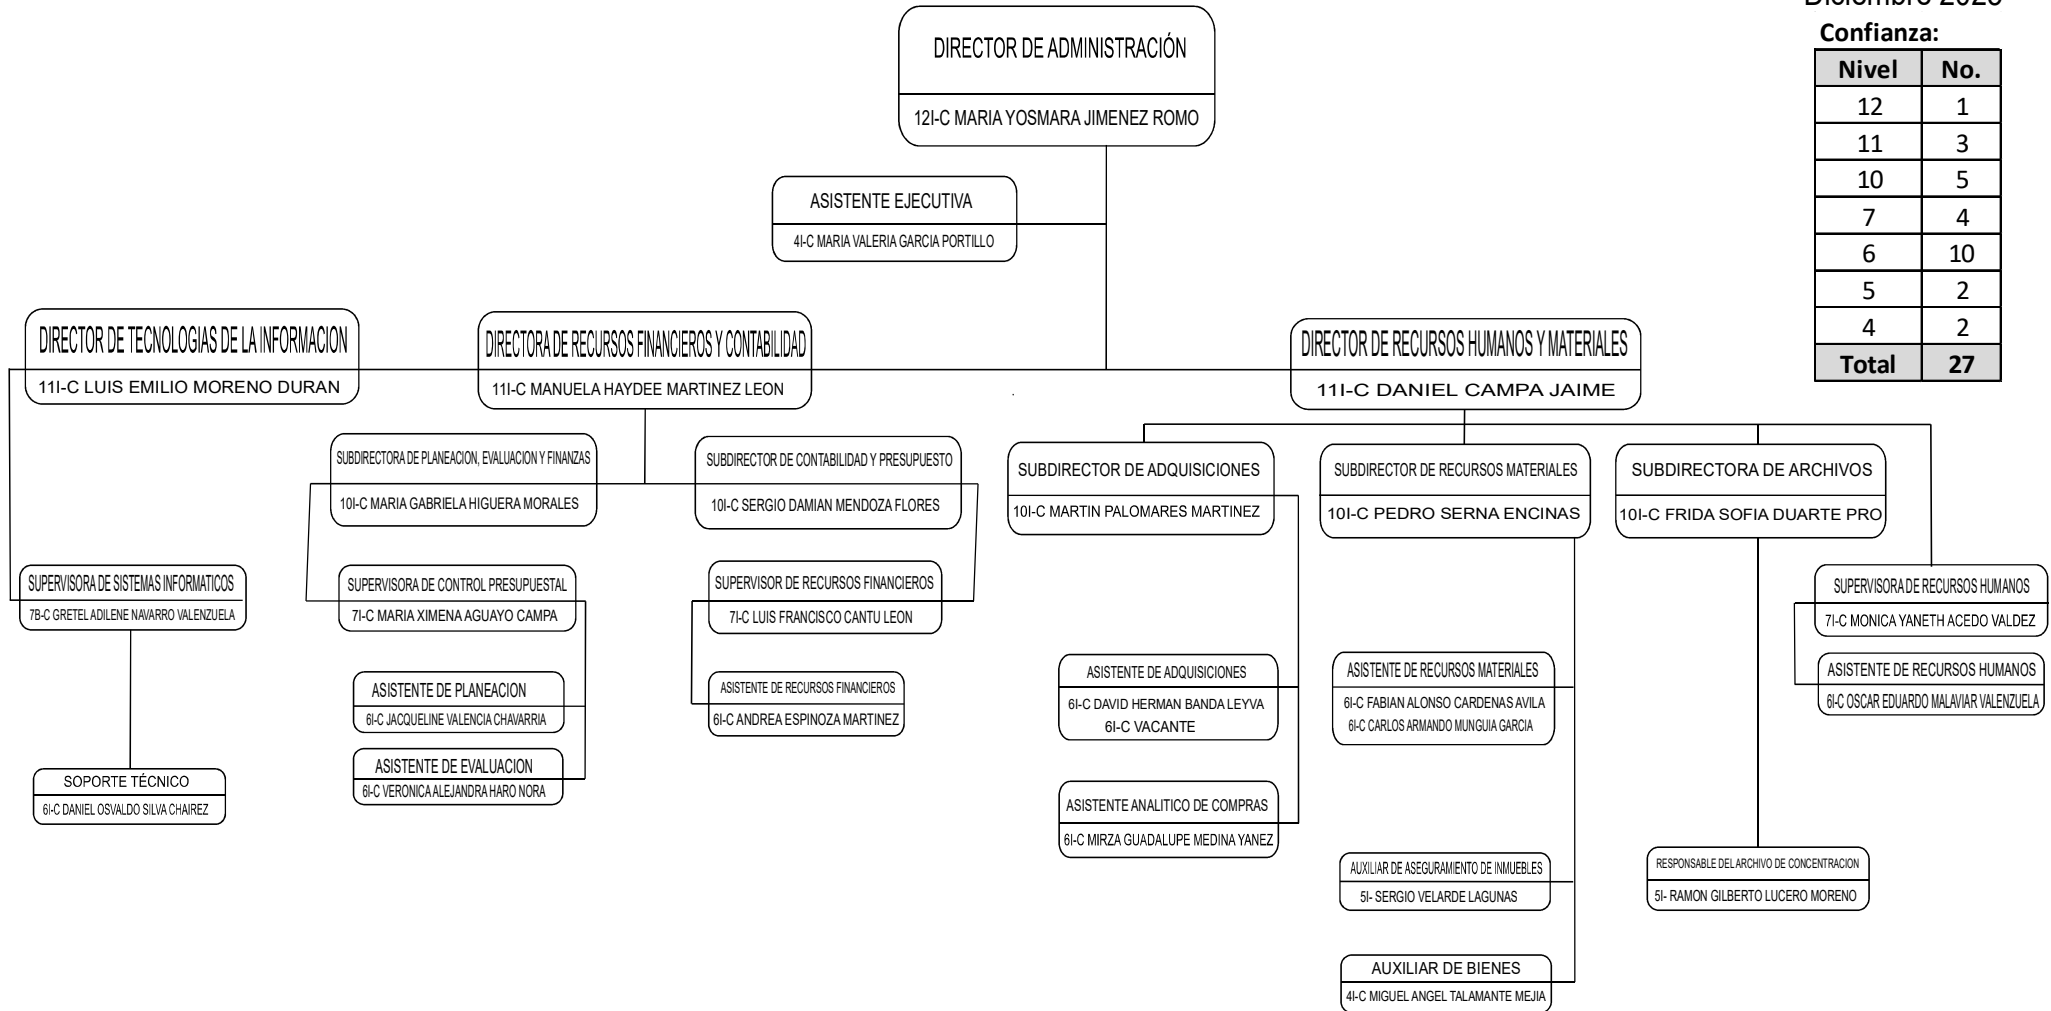 Confianza:
Nivel No.
12 1
11 3
10 5
7 4
6 10
5 2
4 2
Total 27
DIRECTOR DE ADMINISTRACIÓN
12I-C MARIA YOSMARA JIMENEZ ROMO
ASISTENTE EJECUTIVA
4I-C MARIA VALERIA GARCIA PORTILLO
DIRECTOR DE TECNOLOGIAS DE LA INFORMACION
11I-C LUIS EMILIO MORENO DURAN
DIRECTORA DE RECURSOS FINANCIEROS Y CONTABILIDAD
11I-C MANUELA HAYDEE MARTINEZ LEON
DIRECTOR DE RECURSOS HUMANOS Y MATERIALES
11I-C DANIEL CAMPA JAIME
SUBDIRECTORA DE PLANEACION, EVALUACION Y FINANZAS
10I-C MARIA GABRIELA HIGUERA MORALES
SUBDIRECTOR DE CONTABILIDAD Y PRESUPUESTO
10I-C SERGIO DAMIAN MENDOZA FLORES
SUBDIRECTOR DE ADQUISICIONES
10I-C MARTIN PALOMARES MARTINEZ
SUBDIRECTOR DE RECURSOS MATERIALES
10I-C PEDRO SERNA ENCINAS
SUBDIRECTORA DE ARCHIVOS
10I-C FRIDA SOFIA DUARTE PRO
SUPERVISORA DE SISTEMAS INFORMATICOS
7B-C GRETEL ADILENE NAVARRO VALENZUELA
SUPERVISORA DE CONTROL PRESUPUESTAL
7I-C MARIA XIMENA AGUAYO CAMPA
SUPERVISOR DE RECURSOS FINANCIEROS
7I-C LUIS FRANCISCO CANTU LEON
SUPERVISORA DE RECURSOS HUMANOS
7I-C MONICA YANETH ACEDO VALDEZ
ASISTENTE DE PLANEACION
6I-C JACQUELINE VALENCIA CHAVARRIA
ASISTENTE DE RECURSOS FINANCIEROS
6I-C ANDREA ESPINOZA MARTINEZ
ASISTENTE DE ADQUISICIONES
6I-C DAVID HERMAN BANDA LEYVA
6I-C VACANTE
ASISTENTE DE RECURSOS MATERIALES
6I-C FABIAN ALONSO CARDENAS AVILA
6I-C CARLOS ARMANDO MUNGUIA GARCIA
ASISTENTE DE RECURSOS HUMANOS
6I-C OSCAR EDUARDO MALAVIAR VALENZUELA
SOPORTE TÉCNICO
6I-C DANIEL OSVALDO SILVA CHAIREZ
ASISTENTE DE EVALUACION
6I-C VERONICA ALEJANDRA HARO NORA
ASISTENTE ANALITICO DE COMPRAS
6I-C MIRZA GUADALUPE MEDINA YANEZ
AUXILIAR DE ASEGURAMIENTO DE INMUEBLES
5I- SERGIO VELARDE LAGUNAS
RESPONSABLE DEL ARCHIVO DE CONCENTRACION
5I- RAMON GILBERTO LUCERO MORENO
AUXILIAR DE BIENES
4I-C MIGUEL ANGEL TALAMANTE MEJIA